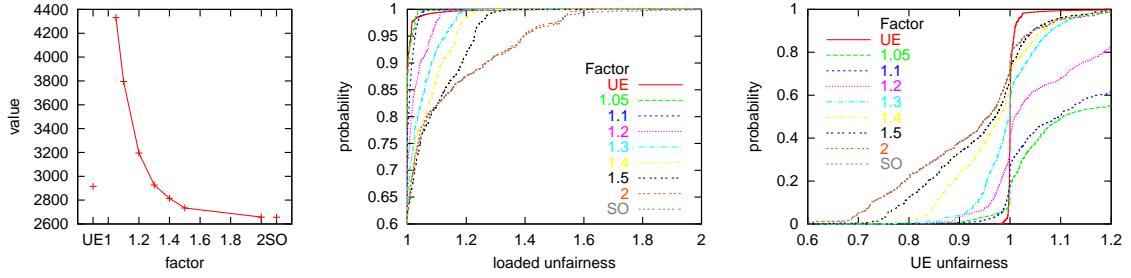 4400
4200
4000
3800
3600
3400
3200
3000
2800
2600
value
UE1 1.2 1.4 1.6 1.8 2SO
factor
1
0.95
0.9
0.85
0.8
0.75
0.7
0.65
0.6
probability
Factor
UE
1.05
1.1
1.2
1.3
1.4
1.5
2
SO
1 1.2 1.4 1.6 1.8 2
loaded unfairness
1
0.8
0.6
0.4
0.2
0
probability
Factor
UE
1.05
1.1
1.2
1.3
1.4
1.5
2
SO
0.6 0.7 0.8 0.9 1 1.1 1.2
UE unfairness